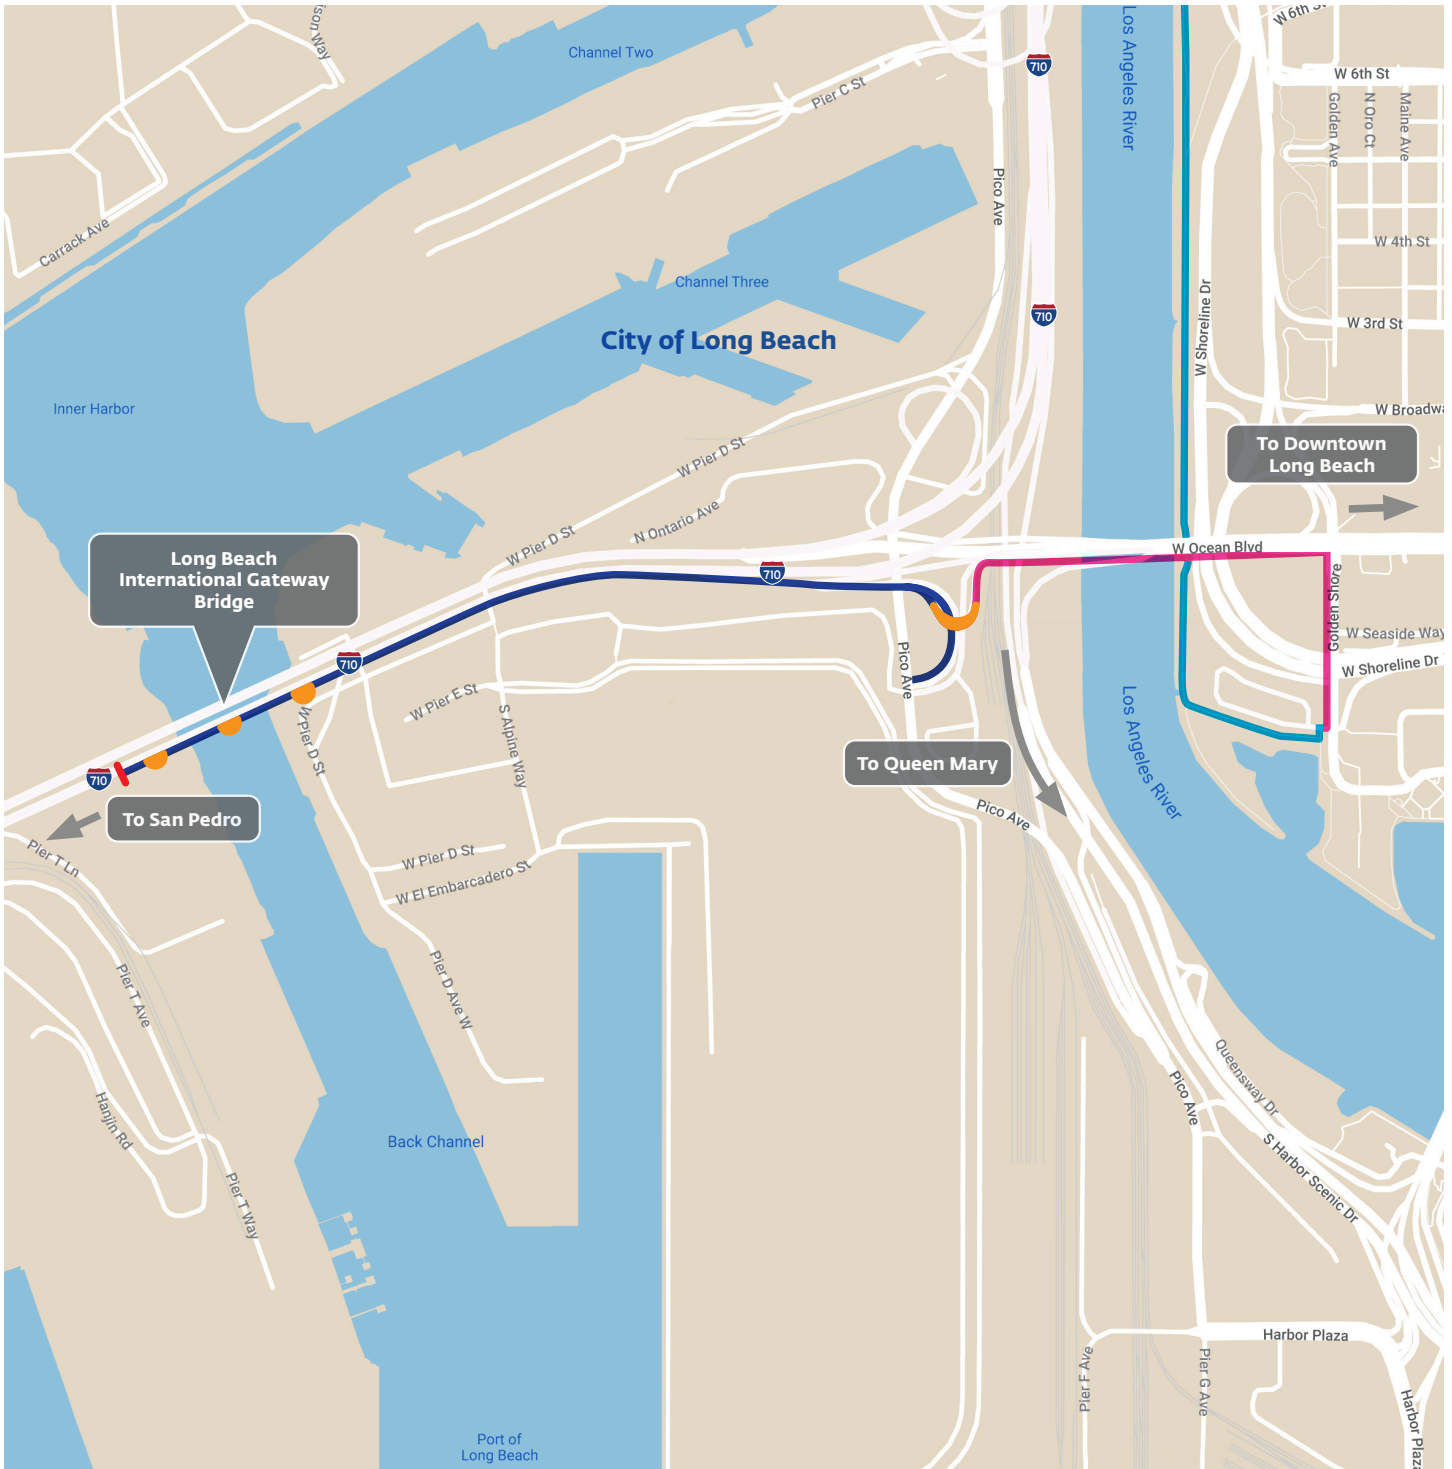 ison Way
Channel Two
Pier C St
710
Los Angeles River
W 6th St
W 6th St
Golden Ave
N Oro Ct
Maine Ave
Pico Ave
Carrack Ave
W 4th St
Channel Three
710
City of Long Beach
W Shoreline Dr
W 3rd St
Inner Harbor
W Broadwa
To Downtown
Long Beach
W Pier D St
N Ontario Ave
W Pier D St
W Ocean Blvd
Long Beach
International Gateway
Bridge
710
Golden Shore
W Seaside Way
W Shoreline Dr
710
Pico Ave
W Pier E St
W Pier D St
S Alpine Way
Los Angeles River
To Queen Mary
710
To San Pedro
Pico Ave
Pier T Ln
W Pier D St
W El Embarcadero St
Pier T Ave
Pier D Ave W
Queensway Dr
Pico Ave
Hanjin Rd
Back Channel
S Harbor Scenic Dr
Pier T Way
Harbor Plaza
Pier F Ave
Pier G Ave
Harbor Plaza
Port of
Long Beach